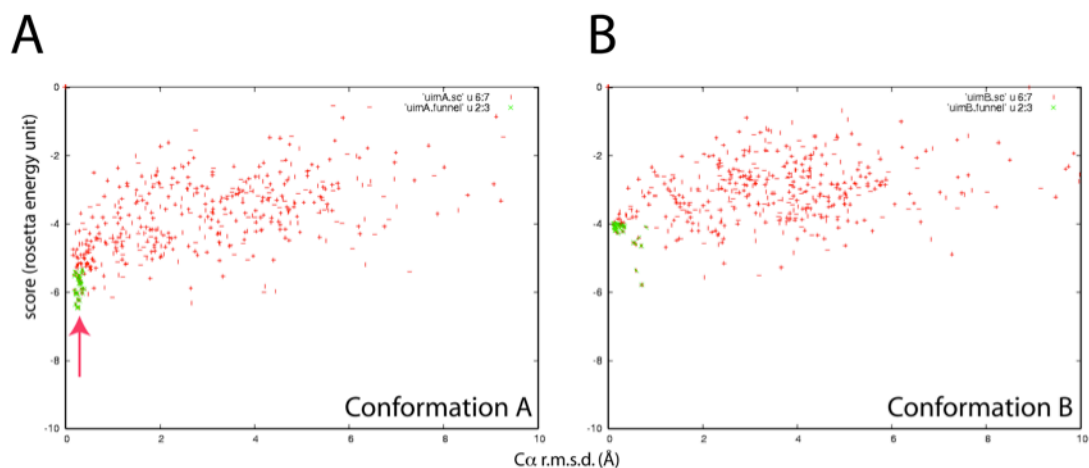 A
B
'uimA.sc' u 6:7
'uimA.funnel' u 2:3
'uimB.sc' u 6:7
'uimB.funnel' u 2:3
score (rosetta energy unit)
0
-2
-4
-6
-8
-10
0
-2
-4
-6
-8
-10
Conformation A
Conformation B
0 2 4 6 8 10
0 2 4 6 8 10
Cα r.m.s.d. (Å)